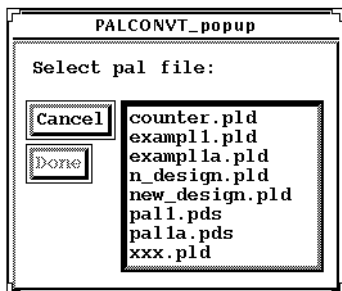 PALCONVT_popup
Select pal file:
Cancel
Done
counter.pld
exampl1.pld
exampl1a.pld
n_design.pld
new_design.pld
pal1.pds
pal1a.pds
xxx.pld